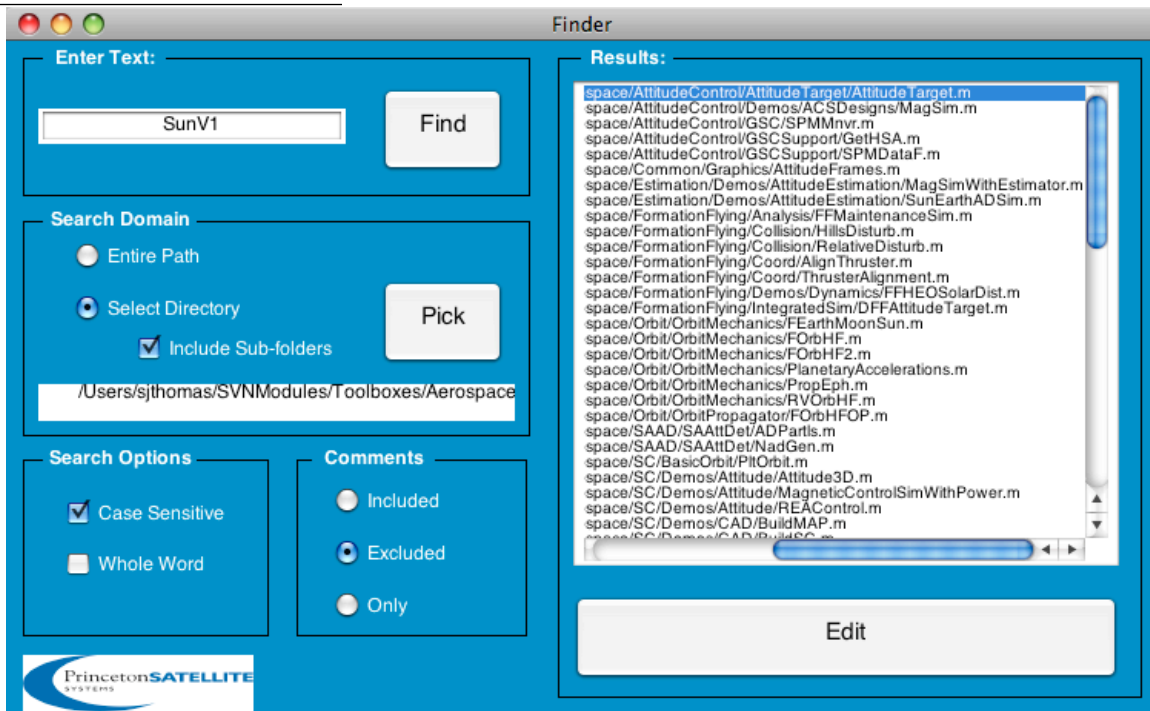 Finder
Enter Text:
SunV1
Find
Search Domain
Entire Path
Select Directory
Pick
Include Sub-folders
/Users/sjthomas/SVNModules/Toolboxes/Aerospace
Search Options
Case Sensitive
Whole Word
Comments
Included
Excluded
Only
PrincetonSATELLITE
SYSTEMS
Results:
space/AttitudeControl/AttitudeTarget/AttitudeTarget.m
space/AttitudeControl/Demos/ACSDesigns/MagSim.m
space/AttitudeControl/GSC/SPMMnvr.m
space/AttitudeControl/GSCSupport/GetHSA.m
space/AttitudeControl/GSCSupport/SPMDataF.m
space/Common/Graphics/AttitudeFrames.m
space/Estimation/Demos/AttitudeEstimation/MagSimWithEstimator.m
space/Estimation/Demos/AttitudeEstimation/SunEarthADSim.m
space/FormationFlying/Analysis/FFMaintenanceSim.m
space/FormationFlying/Collision/HillsDisturb.m
space/FormationFlying/Collision/RelativeDisturb.m
space/FormationFlying/Coord/AlignThruster.m
space/FormationFlying/Coord/ThrusterAlignment.m
space/FormationFlying/Demos/Dynamics/FFHEOSolarDist.m
space/FormationFlying/IntegratedSim/DFFAttitudeTarget.m
space/Orbit/OrbitMechanics/FEarthMoonSun.m
space/Orbit/OrbitMechanics/FOrbHF.m
space/Orbit/OrbitMechanics/FOrbHF2.m
space/Orbit/OrbitMechanics/PlanetaryAccelerations.m
space/Orbit/OrbitMechanics/PropEph.m
space/Orbit/OrbitMechanics/RVOrbHF.m
space/Orbit/OrbitPropagator/FOrbHFOP.m
space/SAAD/SAAttDet/ADPartls.m
space/SAAD/SAAttDet/NadGen.m
space/SC/BasicOrbit/PltOrbit.m
space/SC/Demos/Attitude/Attitude3D.m
space/SC/Demos/Attitude/MagneticControlSimWithPower.m
space/SC/Demos/Attitude/REAControl.m
space/SC/Demos/CAD/BuildMAP.m
space/SC/Demos/CAD/BuildSC.m
Edit